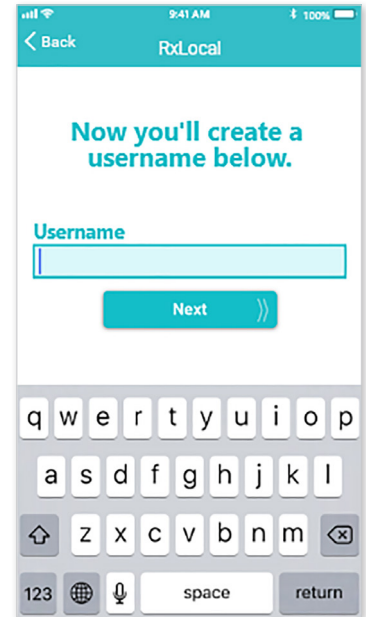 9:41 AM
100%
Back
RxLocal
Now you'll create a
username below.
Username
Next
q w e r t y u i o p
a s d f g h j k l
z x c v b n m
123 space return